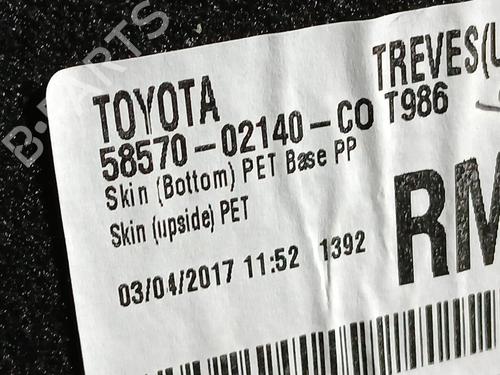 B-PARTS
TREVES(U
TOYOTA
58570-02140-C0 T986
Skin (Bottom) PET Base PP
Skin (upside) PET
RM
03/04/2017 11:52 1392